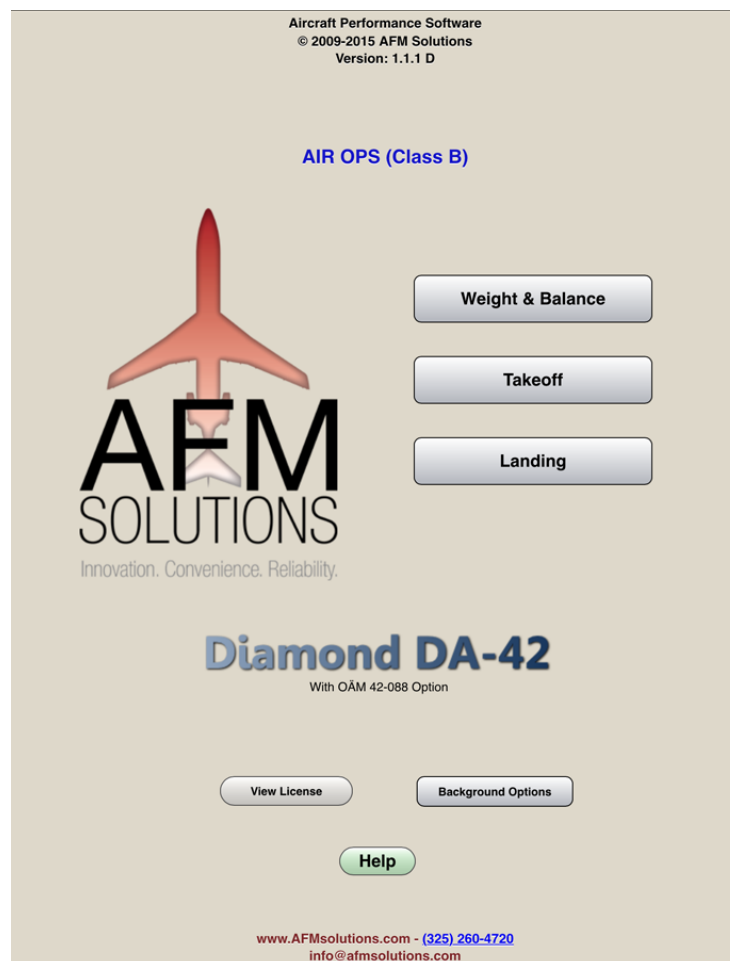 Aircraft Performance Software
© 2009-2015 AFM Solutions
Version: 1.1.1 D
AIR OPS (Class B)
Weight & Balance
Takeoff
Landing
AFM
SOLUTIONS
Innovation. Convenience. Reliability.
Diamond DA-42
With OÄM 42-088 Option
View License
Background Options
Help
www.AFMsolutions.com - (325) 260-4720
info@afmsolutions.com